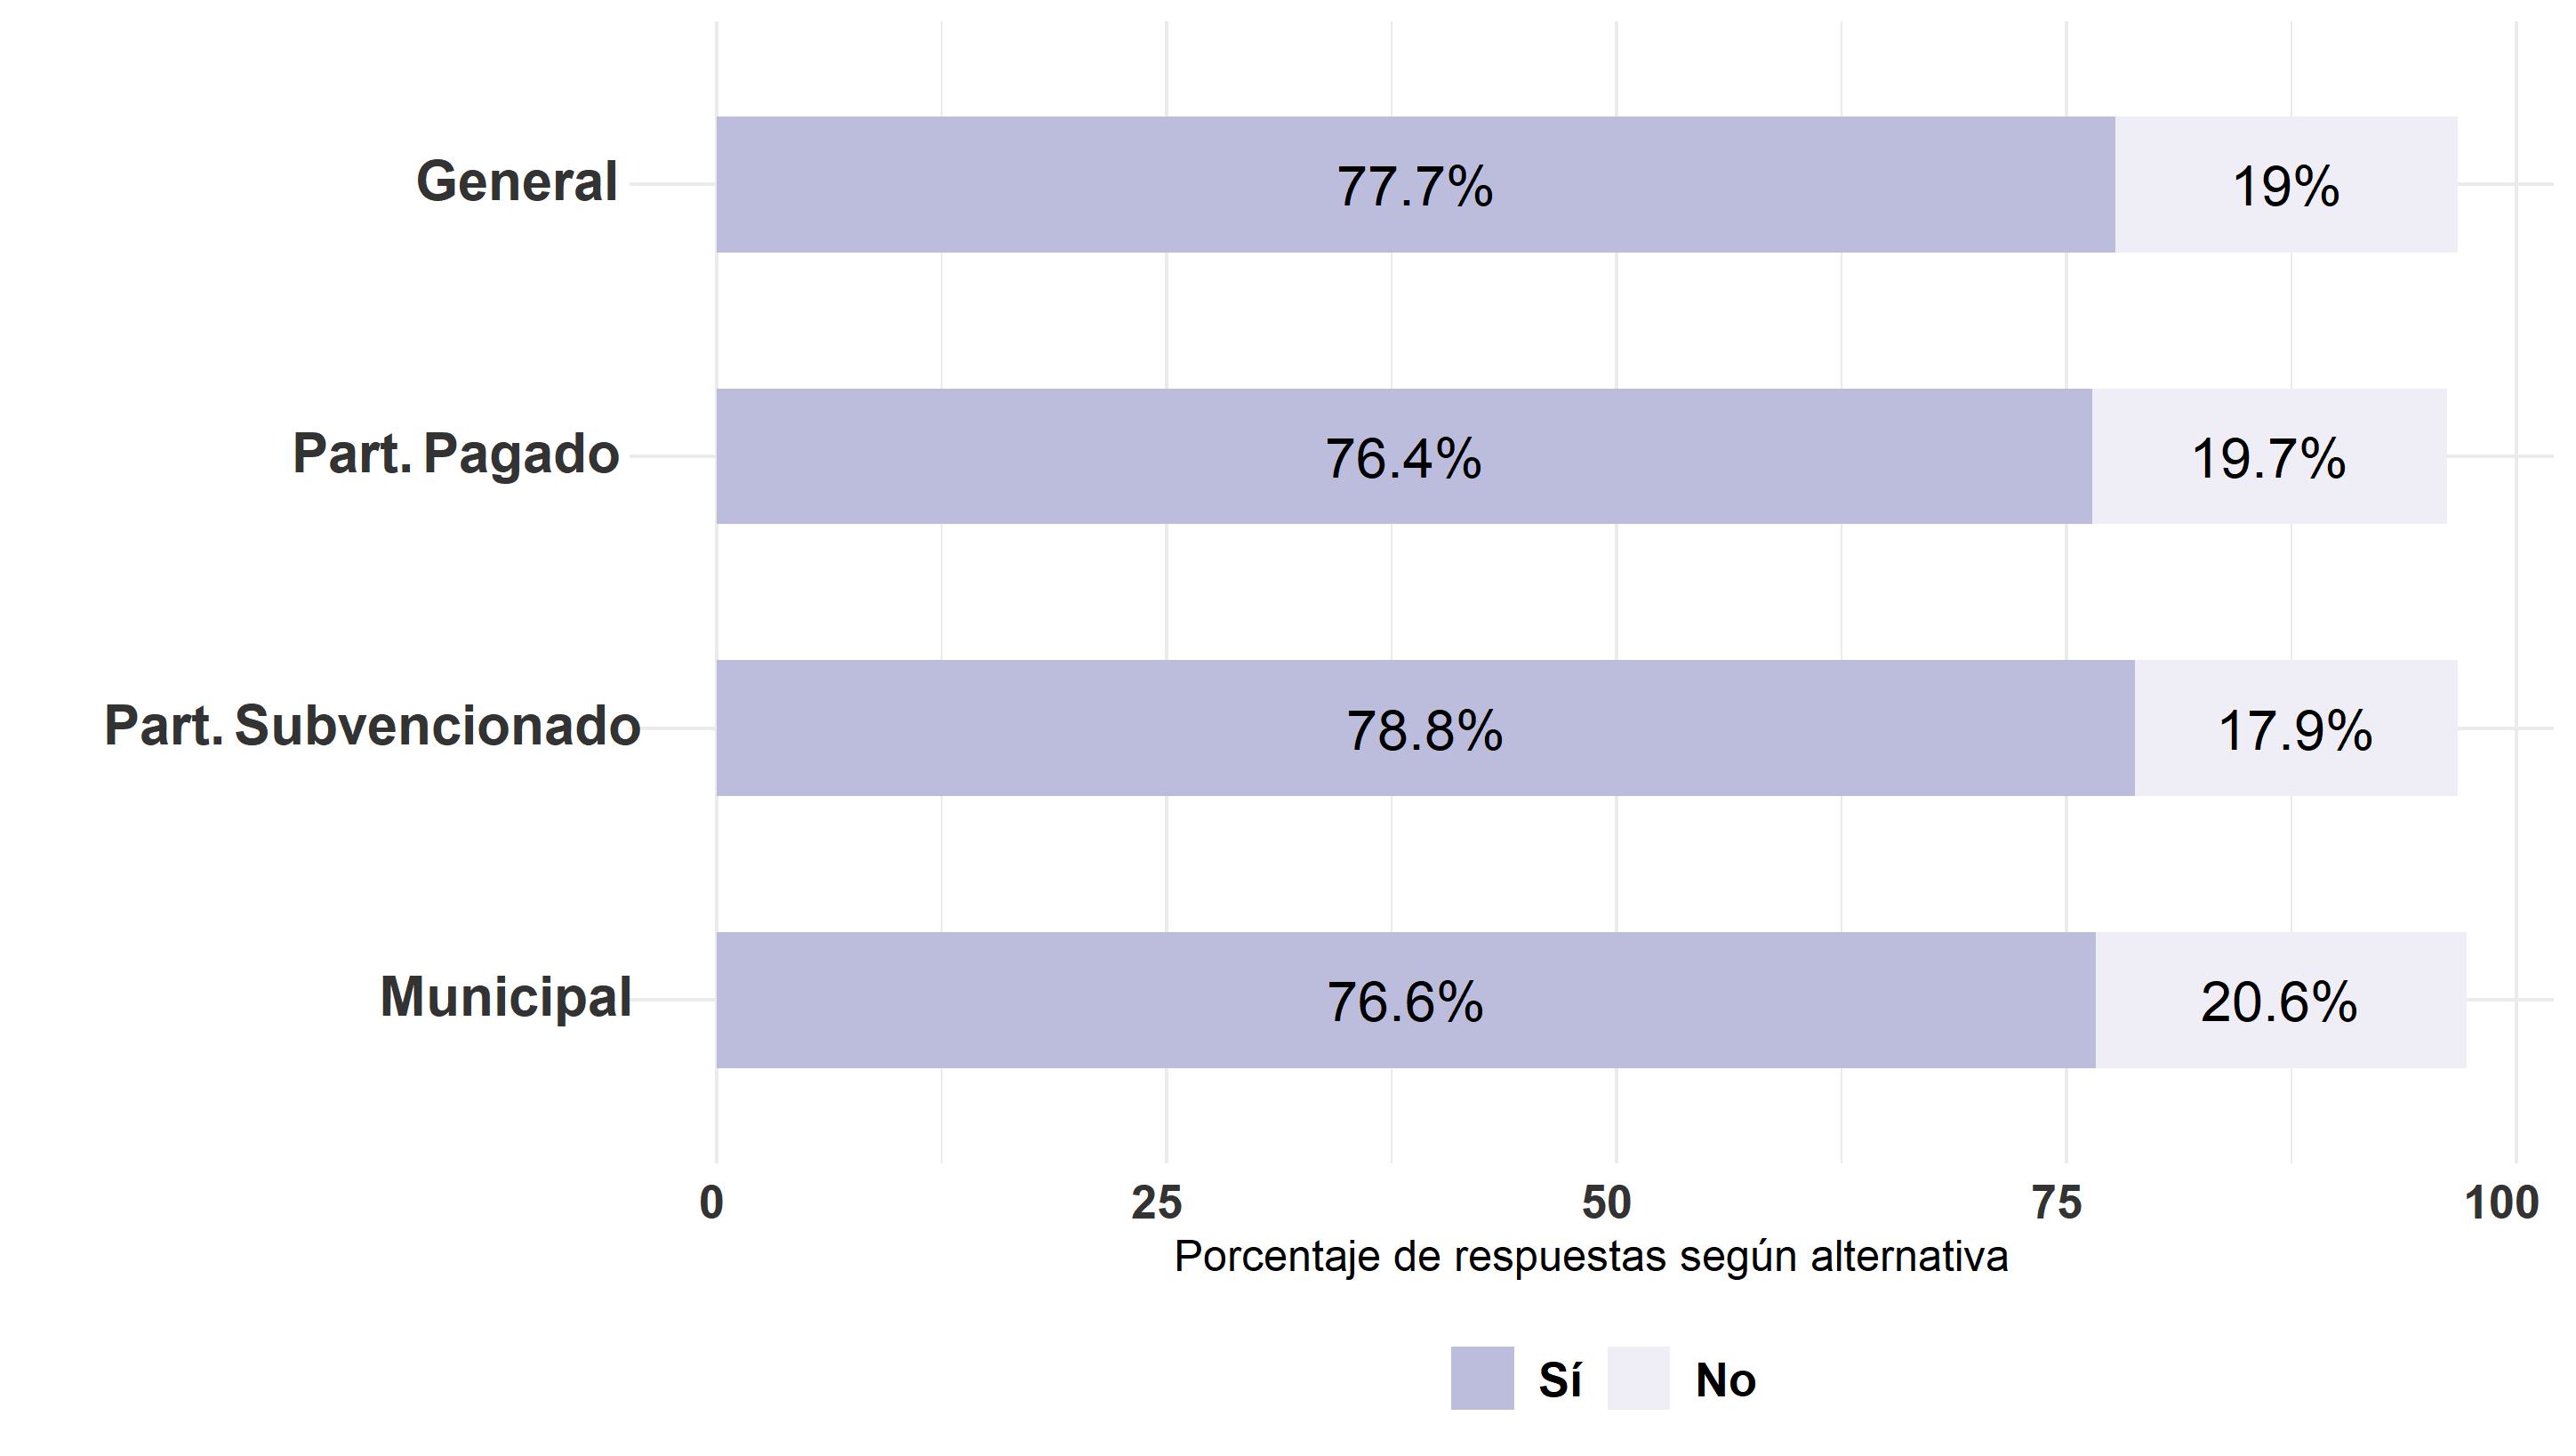 General 77.7% 19%
Part. Pagado 76.4% 19.7%
Part. Subvencionado 78.8% 17.9%
Municipal 76.6% 20.6%
0 25 50 75 100
Porcentaje de respuestas según alternativa
Sí No